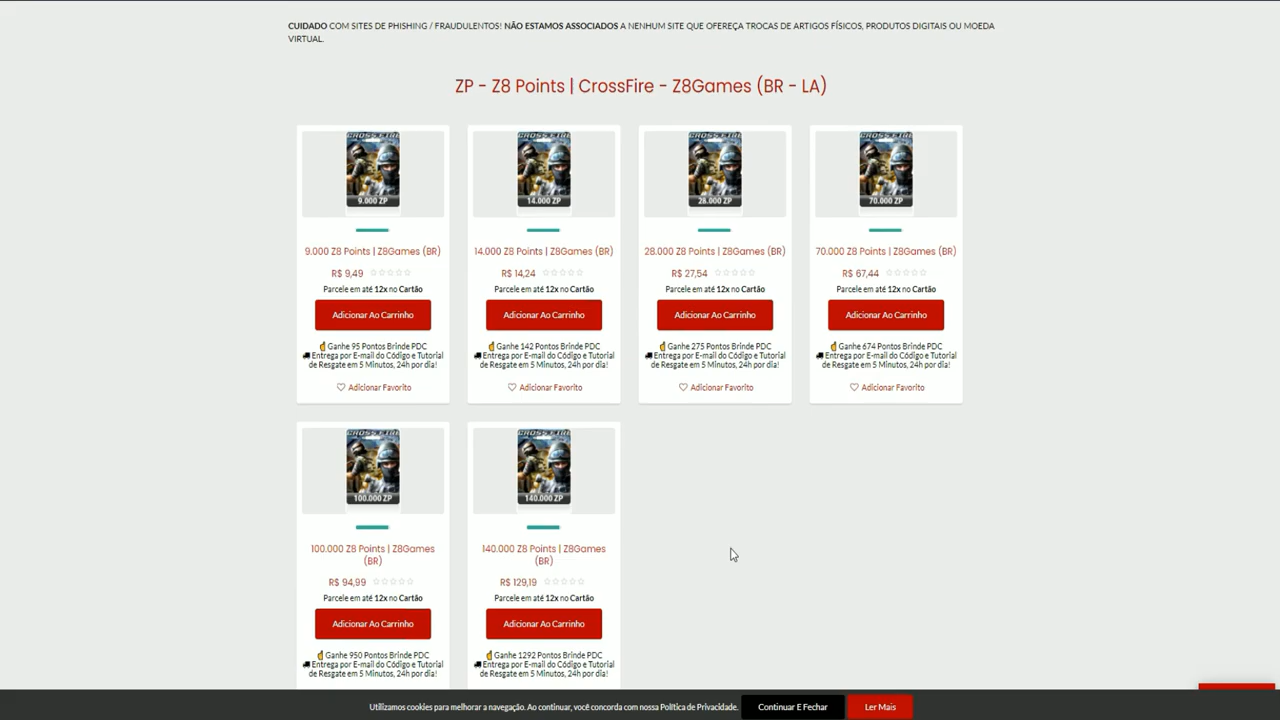 CUIDADO COM SITES DE PHISHING / FRAUDULENTOS! NÃO ESTAMOS ASSOCIADOS A NENHUM SITE QUE OFEREÇA TROCAS DE ARTIGOS FÍSICOS, PRODUTOS DIGITAIS OU MOEDA
VIRTUAL.
ZP - Z8 Points | CrossFire - Z8Games (BR - LA)
CROSSFIRE
9.000 ZP
9.000 Z8 Points | Z8Games (BR)
R$ 9,49
Parcele em até 12x no Cartão
Adicionar Ao Carrinho
Ganhe 95 Pontos Brinde PDC
Entrega por E-mail do Código e Tutorial
de Resgate em 5 Minutos, 24h por dia!
Adicionar Favorito
CROSSFIRE
14.000 ZP
14.000 Z8 Points | Z8Games (BR)
R$ 14,24
Parcele em até 12x no Cartão
Adicionar Ao Carrinho
Ganhe 142 Pontos Brinde PDC
Entrega por E-mail do Código e Tutorial
de Resgate em 5 Minutos, 24h por dia!
Adicionar Favorito
CROSSFIRE
28.000 ZP
28.000 Z8 Points | Z8Games (BR)
R$ 27,54
Parcele em até 12x no Cartão
Adicionar Ao Carrinho
Ganhe 275 Pontos Brinde PDC
Entrega por E-mail do Código e Tutorial
de Resgate em 5 Minutos, 24h por dia!
Adicionar Favorito
CROSSFIRE
70.000 ZP
70.000 Z8 Points | Z8Games (BR)
R$ 67,44
Parcele em até 12x no Cartão
Adicionar Ao Carrinho
Ganhe 674 Pontos Brinde PDC
Entrega por E-mail do Código e Tutorial
de Resgate em 5 Minutos, 24h por dia!
Adicionar Favorito
CROSSFIRE
100.000 ZP
100.000 Z8 Points | Z8Games
(BR)
R$ 94,99
Parcele em até 12x no Cartão
Adicionar Ao Carrinho
Ganhe 950 Pontos Brinde PDC
Entrega por E-mail do Código e Tutorial
de Resgate em 5 Minutos, 24h por dia!
CROSSFIRE
140.000 ZP
140.000 Z8 Points | Z8Games
(BR)
R$ 129,19
Parcele em até 12x no Cartão
Adicionar Ao Carrinho
Ganhe 1292 Pontos Brinde PDC
Entrega por E-mail do Código e Tutorial
de Resgate em 5 Minutos, 24h por dia!
Utilizamos cookies para melhorar a navegação. Ao continuar, você concorda com nossa Política de Privacidade.
Continuar E Fechar
Ler Mais